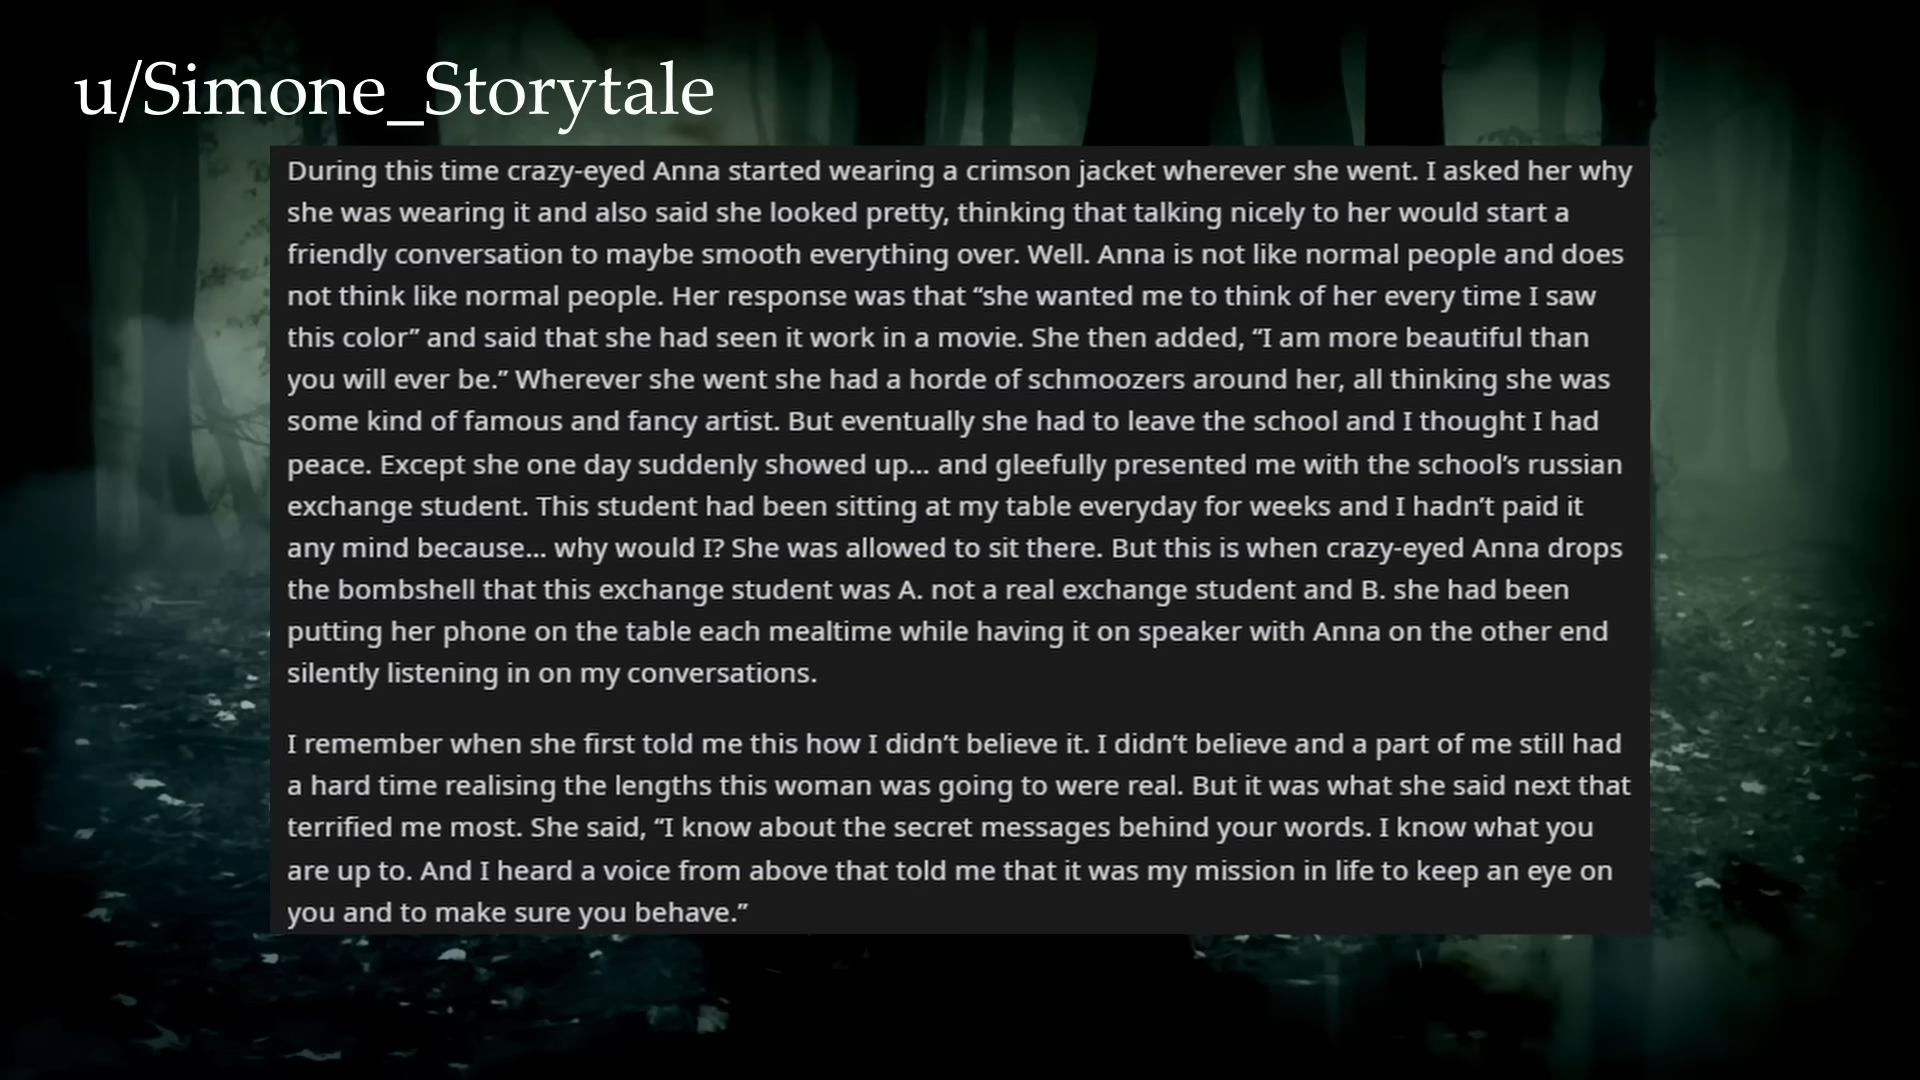 u/Simone_Storytale
During this time crazy-eyed Anna started wearing a crimson jacket wherever she went. I asked her why
she was wearing it and also said she looked pretty, thinking that talking nicely to her would start a
friendly conversation to maybe smooth everything over. Well. Anna is not like normal people and does
not think like normal people. Her response was that “she wanted me to think of her every time I saw
this color” and said that she had seen it work in a movie. She then added, “I am more beautiful than
you will ever be.” Wherever she went she had a horde of schmoozers around her, all thinking she was
some kind of famous and fancy artist. But eventually she had to leave the school and I thought I had
peace. Except she one day suddenly showed up... and gleefully presented me with the school’s russian
exchange student. This student had been sitting at my table everyday for weeks and I hadn’t paid it
any mind because... why would I? She was allowed to sit there. But this is when crazy-eyed Anna drops
the bombshell that this exchange student was A. not a real exchange student and B. she had been
putting her phone on the table each mealtime while having it on speaker with Anna on the other end
silently listening in on my conversations.
I remember when she first told me this how I didn’t believe it. I didn’t believe and a part of me still had
a hard time realising the lengths this woman was going to were real. But it was what she said next that
terrified me most. She said, “I know about the secret messages behind your words. I know what you
are up to. And I heard a voice from above that told me that it was my mission in life to keep an eye on
you and to make sure you behave.”